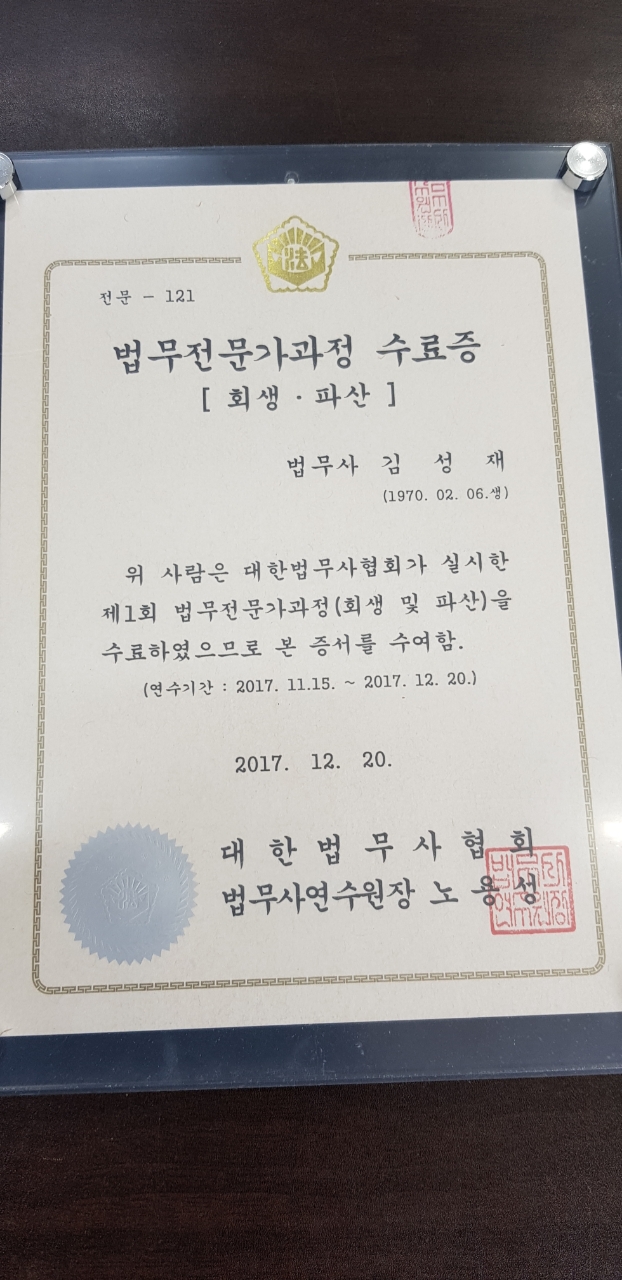 法
전문 - 121
법무전문가과정 수료증
[ 회생 · 파산 ]
법무사 김 성 재
(1970. 02. 06.생)
위 사람은 대한법무사협회가 실시한
제1회 법무전문가과정(회생 및 파산)을
수료하였으므로 본 증서를 수여함.
(연수기간 : 2017. 11.15. ~ 2017. 12. 20.)
2017. 12. 20.
대 한 법 무 사 협 회
법무사연수원장 노 용 성